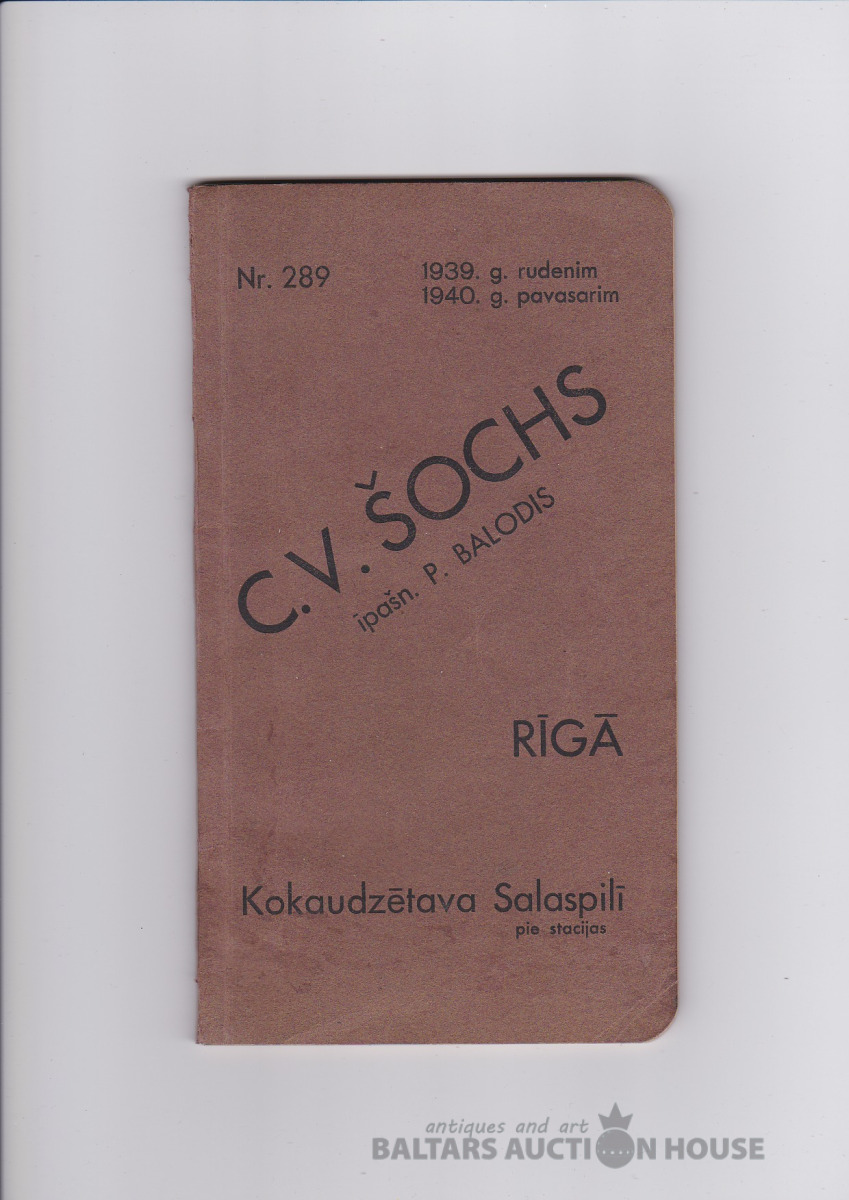 Nr. 289
1939. g. rudenim
1940. g. pavasarim
C.V. ŠOCHS
īpašn. P. BALODIS
RĪGĀ
Kokaudzētava Salaspilī
pie stacijas
antiques and art
BALTARS AUCTION HOUSE